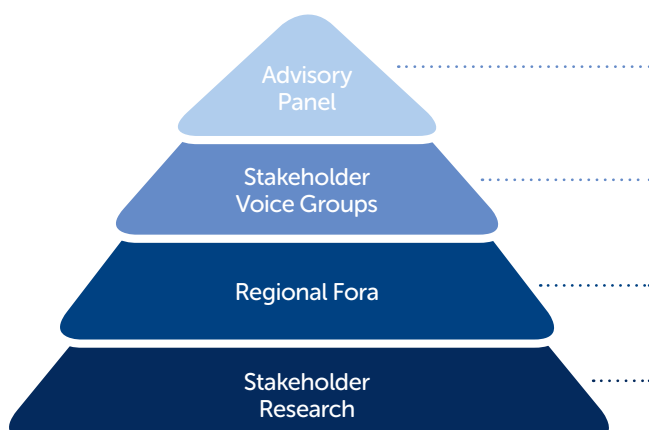 Advisory
Panel
Stakeholder
Voice Groups
Regional Fora
Stakeholder
Research